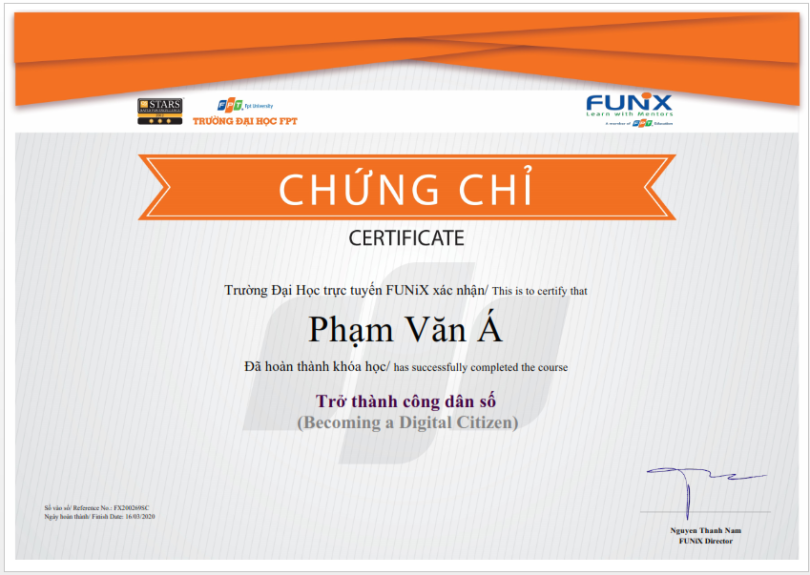 STARS
FPT. Fpt University
TRƯỜNG ĐẠI HỌC FPT
FUNiX
Learn with Mentors
A member of FPT. Education
CHỨNG CHỈ
CERTIFICATE
Trường Đại Học trực tuyến FUNiX xác nhận/ This is to certify that
Phạm Văn Á
Đã hoàn thành khóa học/ has successfully completed the course
Trở thành công dân số
(Becoming a Digital Citizen)
Số vào sổ/ Reference No.: FX200269SC
Ngày hoàn thành/ Finish Date: 16/03/2020
Nguyen Thanh Nam
FUNiX Director